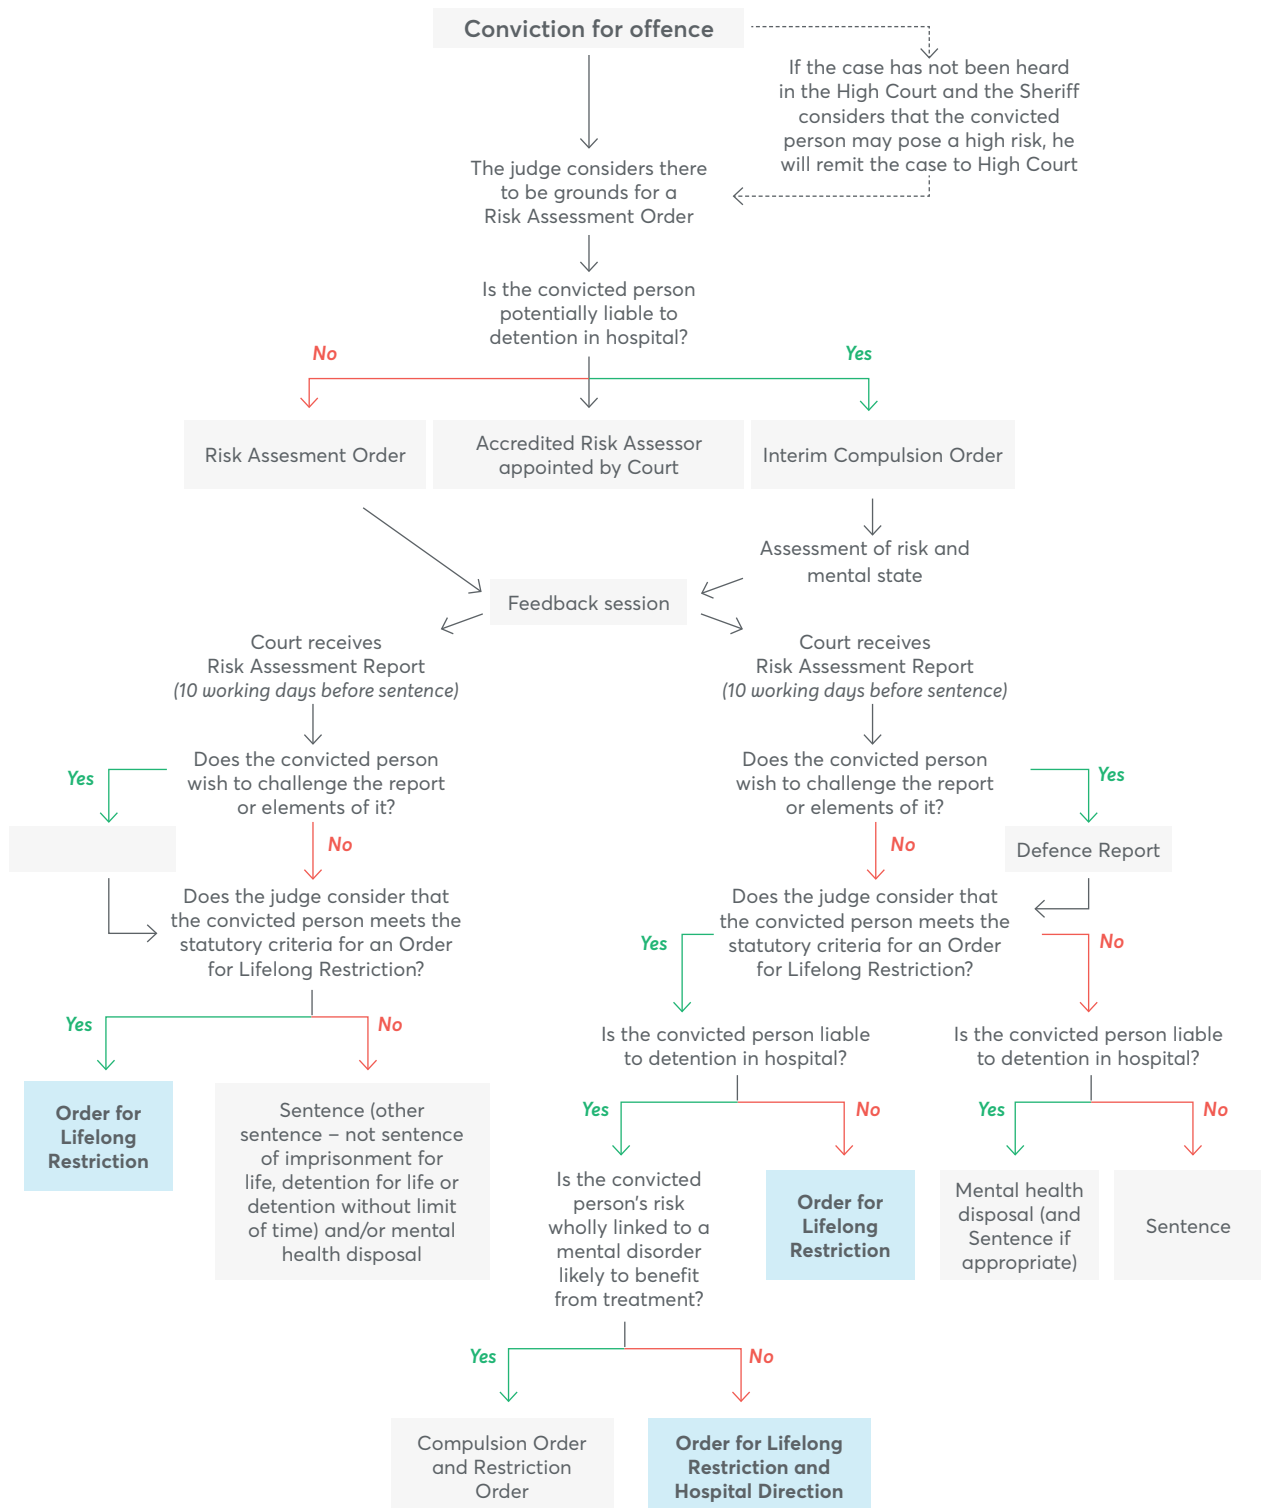 Conviction for offence
If the case has not been heard
in the High Court and the Sheriff
considers that the convicted
person may pose a high risk, he
will remit the case to High Court
The judge considers there
to be grounds for a
Risk Assessment Order
Is the convicted person
potentially liable to
detention in hospital?
No
Yes
Risk Assesment Order
Accredited Risk Assessor
appointed by Court
Interim Compulsion Order
Assessment of risk and
mental state
Feedback session
Court receives
Risk Assessment Report
(10 working days before sentence)
Court receives
Risk Assessment Report
(10 working days before sentence)
Does the convicted person
wish to challenge the report
or elements of it?
Yes
No
Does the convicted person
wish to challenge the report
or elements of it?
Yes
No
Defence Report
Does the judge consider that
the convicted person meets the
statutory criteria for an Order
for Lifelong Restriction?
Does the judge consider that
the convicted person meets the
statutory criteria for an Order
for Lifelong Restriction?
Yes
No
Yes
No
Order for
Lifelong
Restriction
Sentence (other
sentence – not sentence
of imprisonment for
life, detention for life or
detention without limit
of time) and/or mental
health disposal
Is the convicted person liable
to detention in hospital?
Is the convicted person liable
to detention in hospital?
Yes
No
Yes
No
Is the convicted
person's risk
wholly linked to a
mental disorder
likely to benefit
from treatment?
Order for
Lifelong
Restriction
Mental health
disposal (and
Sentence if
appropriate)
Sentence
Yes
No
Compulsion Order
and Restriction
Order
Order for Lifelong
Restriction and
Hospital Direction